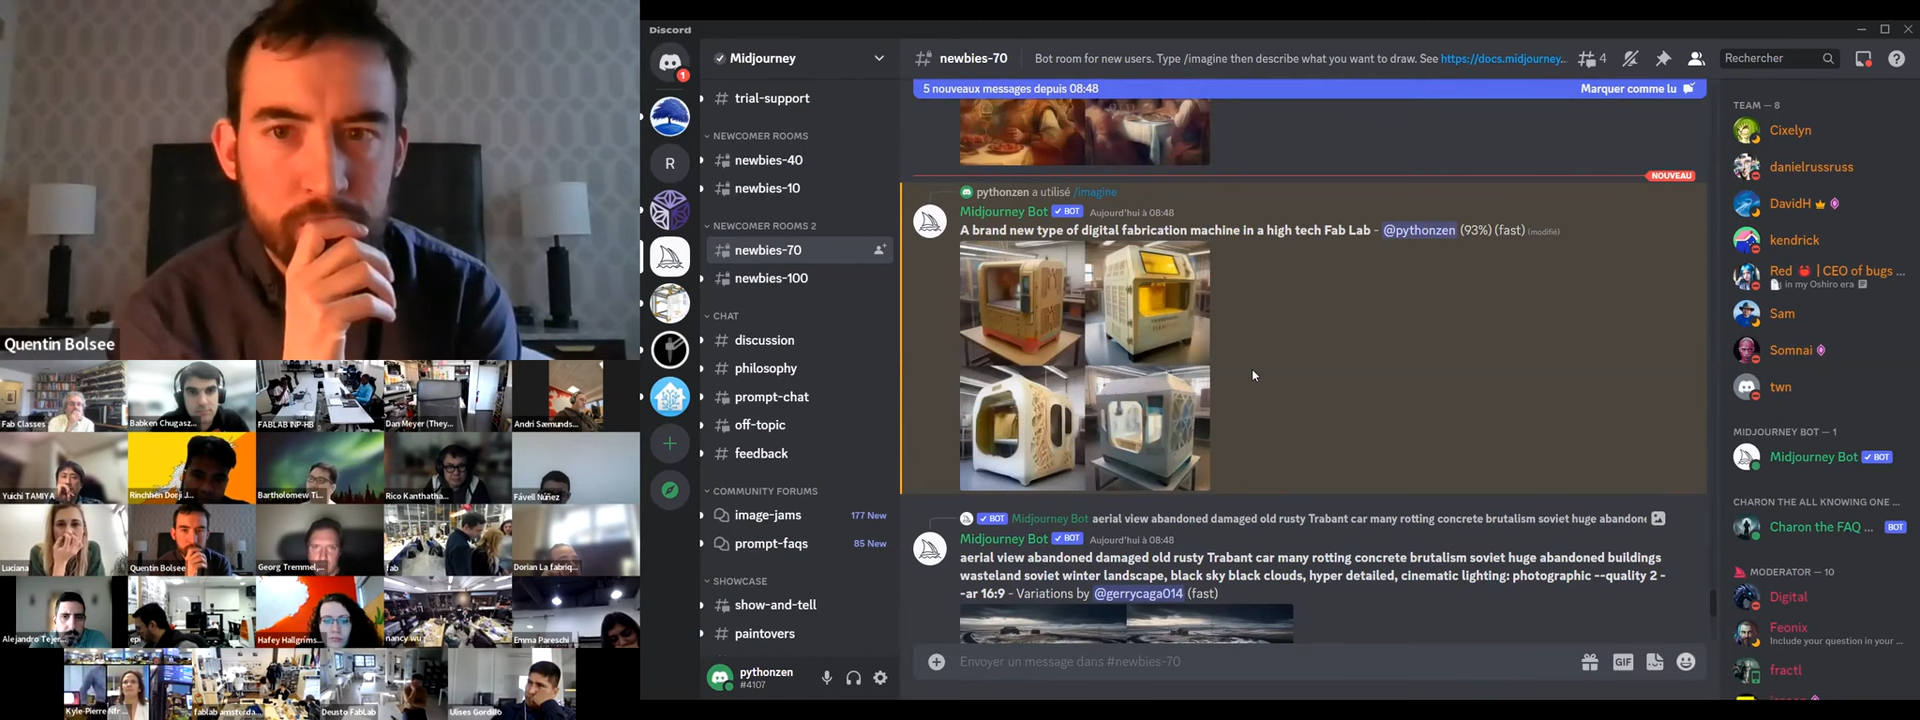 Quentin Bolsee
Fab Classes
Babken Chugasz...
FABLAB INP-HB
Dan Meyer (They...
Andri Sæmunds...
Yuichi TAMIYA
Rinchhen Dorji J...
Bartholomew Ti...
Rico Kanthatha...
Fávell Núñez
Luciana
Quentin Bolsee
Georg Tremmel,...
fab
Dorian La fabriq...
Alejandro Tejer...
epi
Hafey Hallgríms...
nancy wu
Emma Pareschi
Kyle-Pierre Nfr...
fablab amsterda...
Deusto FabLab
Ulises Gordillo
Discord
1
R
Midjourney
trial-support
NEWCOMER ROOMS
newbies-40
newbies-10
NEWCOMER ROOMS 2
newbies-70
newbies-100
CHAT
discussion
philosophy
prompt-chat
off-topic
feedback
COMMUNITY FORUMS
image-jams 177 New
prompt-faqs 85 New
SHOWCASE
show-and-tell
paintovers
pythonzen
#4107
newbies-70 Bot room for new users. Type /imagine then describe what you want to draw. See https://docs.midjourney... 4 Rechercher
5 nouveaux messages depuis 08:48 Marquer comme lu
NOUVEAU
pythonzen a utilisé /imagine
Midjourney Bot BOT Aujourd'hui à 08:48
A brand new type of digital fabrication machine in a high tech Fab Lab - @pythonzen (93%) (fast) (modifié)
BOT Midjourney Bot aerial view abandoned damaged old rusty Trabant car many rotting concrete brutalism soviet huge abandone
Midjourney Bot BOT Aujourd'hui à 08:48
aerial view abandoned damaged old rusty Trabant car many rotting concrete brutalism soviet huge abandoned buildings
wasteland soviet winter landscape, black sky black clouds, hyper detailed, cinematic lighting: photographic --quality 2 -
-ar 16:9 - Variations by @gerrycaga014 (fast)
Envoyer un message dans #newbies-70
GIF
TEAM — 8
Cixelyn
danielrussruss
DavidH
kendrick
Red | CEO of bugs ...
in my Oshiro era
Sam
Somnai
twn
MIDJOURNEY BOT — 1
Midjourney Bot BOT
CHARON THE ALL KNOWING ONE ...
Charon the FAQ ... BOT
MODERATOR — 10
Digital
Feonix
Include your question in your ...
fractl